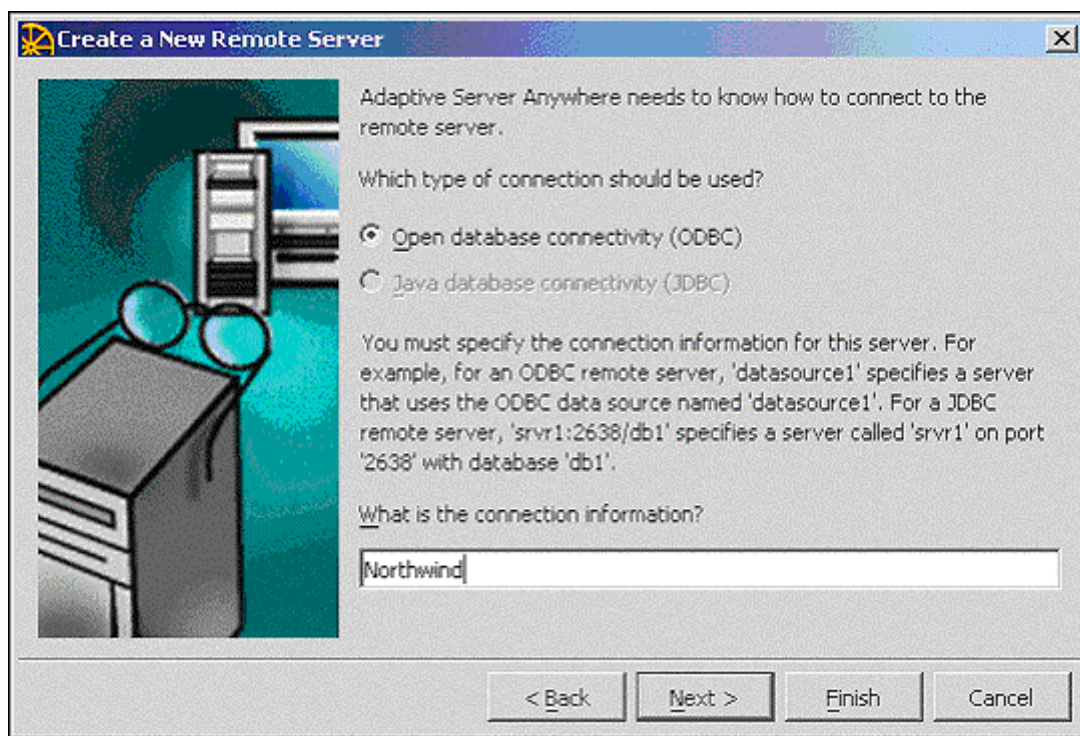 Create a New Remote Server
Adaptive Server Anywhere needs to know how to connect to the
remote server.
Which type of connection should be used?
Open database connectivity (ODBC)
Java database connectivity (JDBC)
You must specify the connection information for this server. For
example, for an ODBC remote server, 'datasource1' specifies a server
that uses the ODBC data source named 'datasource1'. For a JDBC
remote server, 'srvr1:2638/db1' specifies a server called 'srvr1' on port
'2638' with database 'db1'.
What is the connection information?
Northwind
< Back Next > Finish Cancel